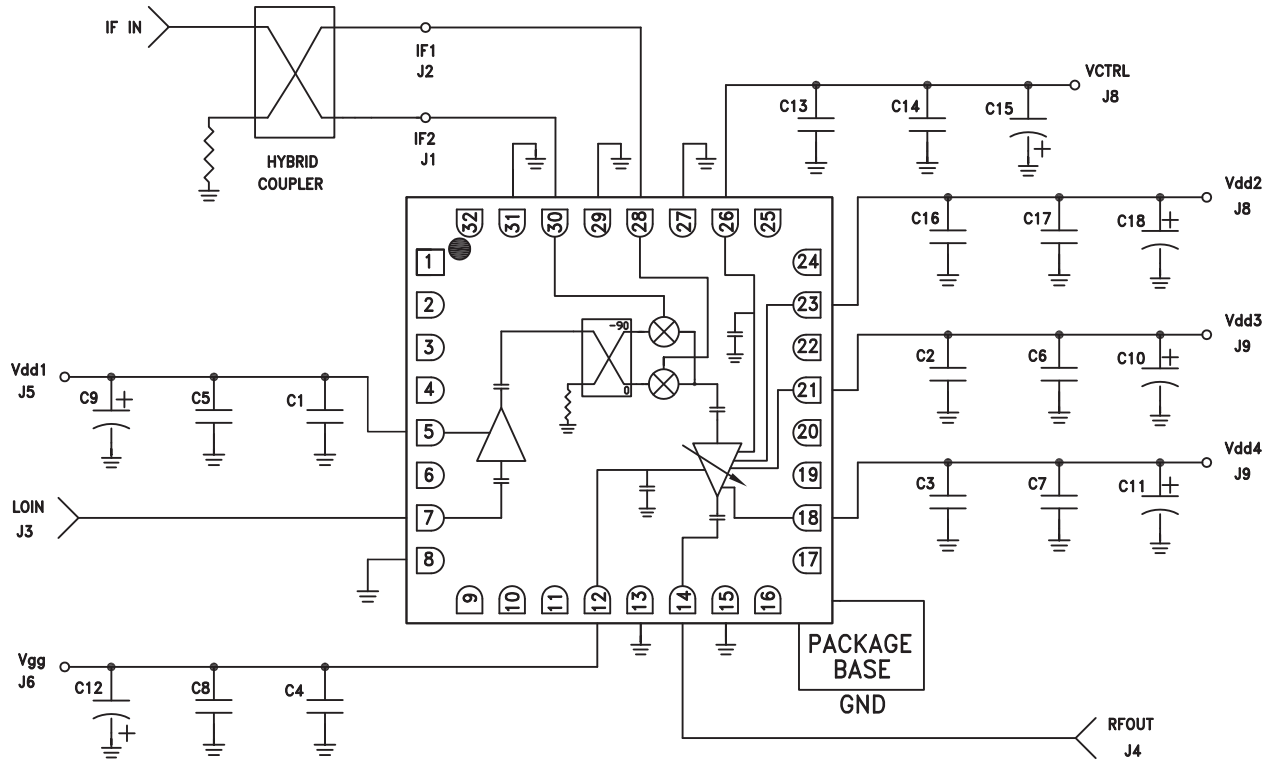 IF IN
IF1
J2
IF2
J1
HYBRID
COUPLER
VCTRL
J8
C13
C14
C15
+
Vdd2
J8
C16
C17
C18
+
Vdd3
J9
C2
C6
C10
+
Vdd4
J9
C3
C7
C11
+
Vdd1
J5
C9
+
C5
C1
LOIN
J3
Vgg
J6
C12
+
C8
C4
32
31
30
29
28
27
26
25
1
2
3
4
5
6
7
8
24
23
22
21
20
19
18
17
-90
0
9
10
11
12
13
14
15
16
PACKAGE
BASE
GND
RFOUT
J4